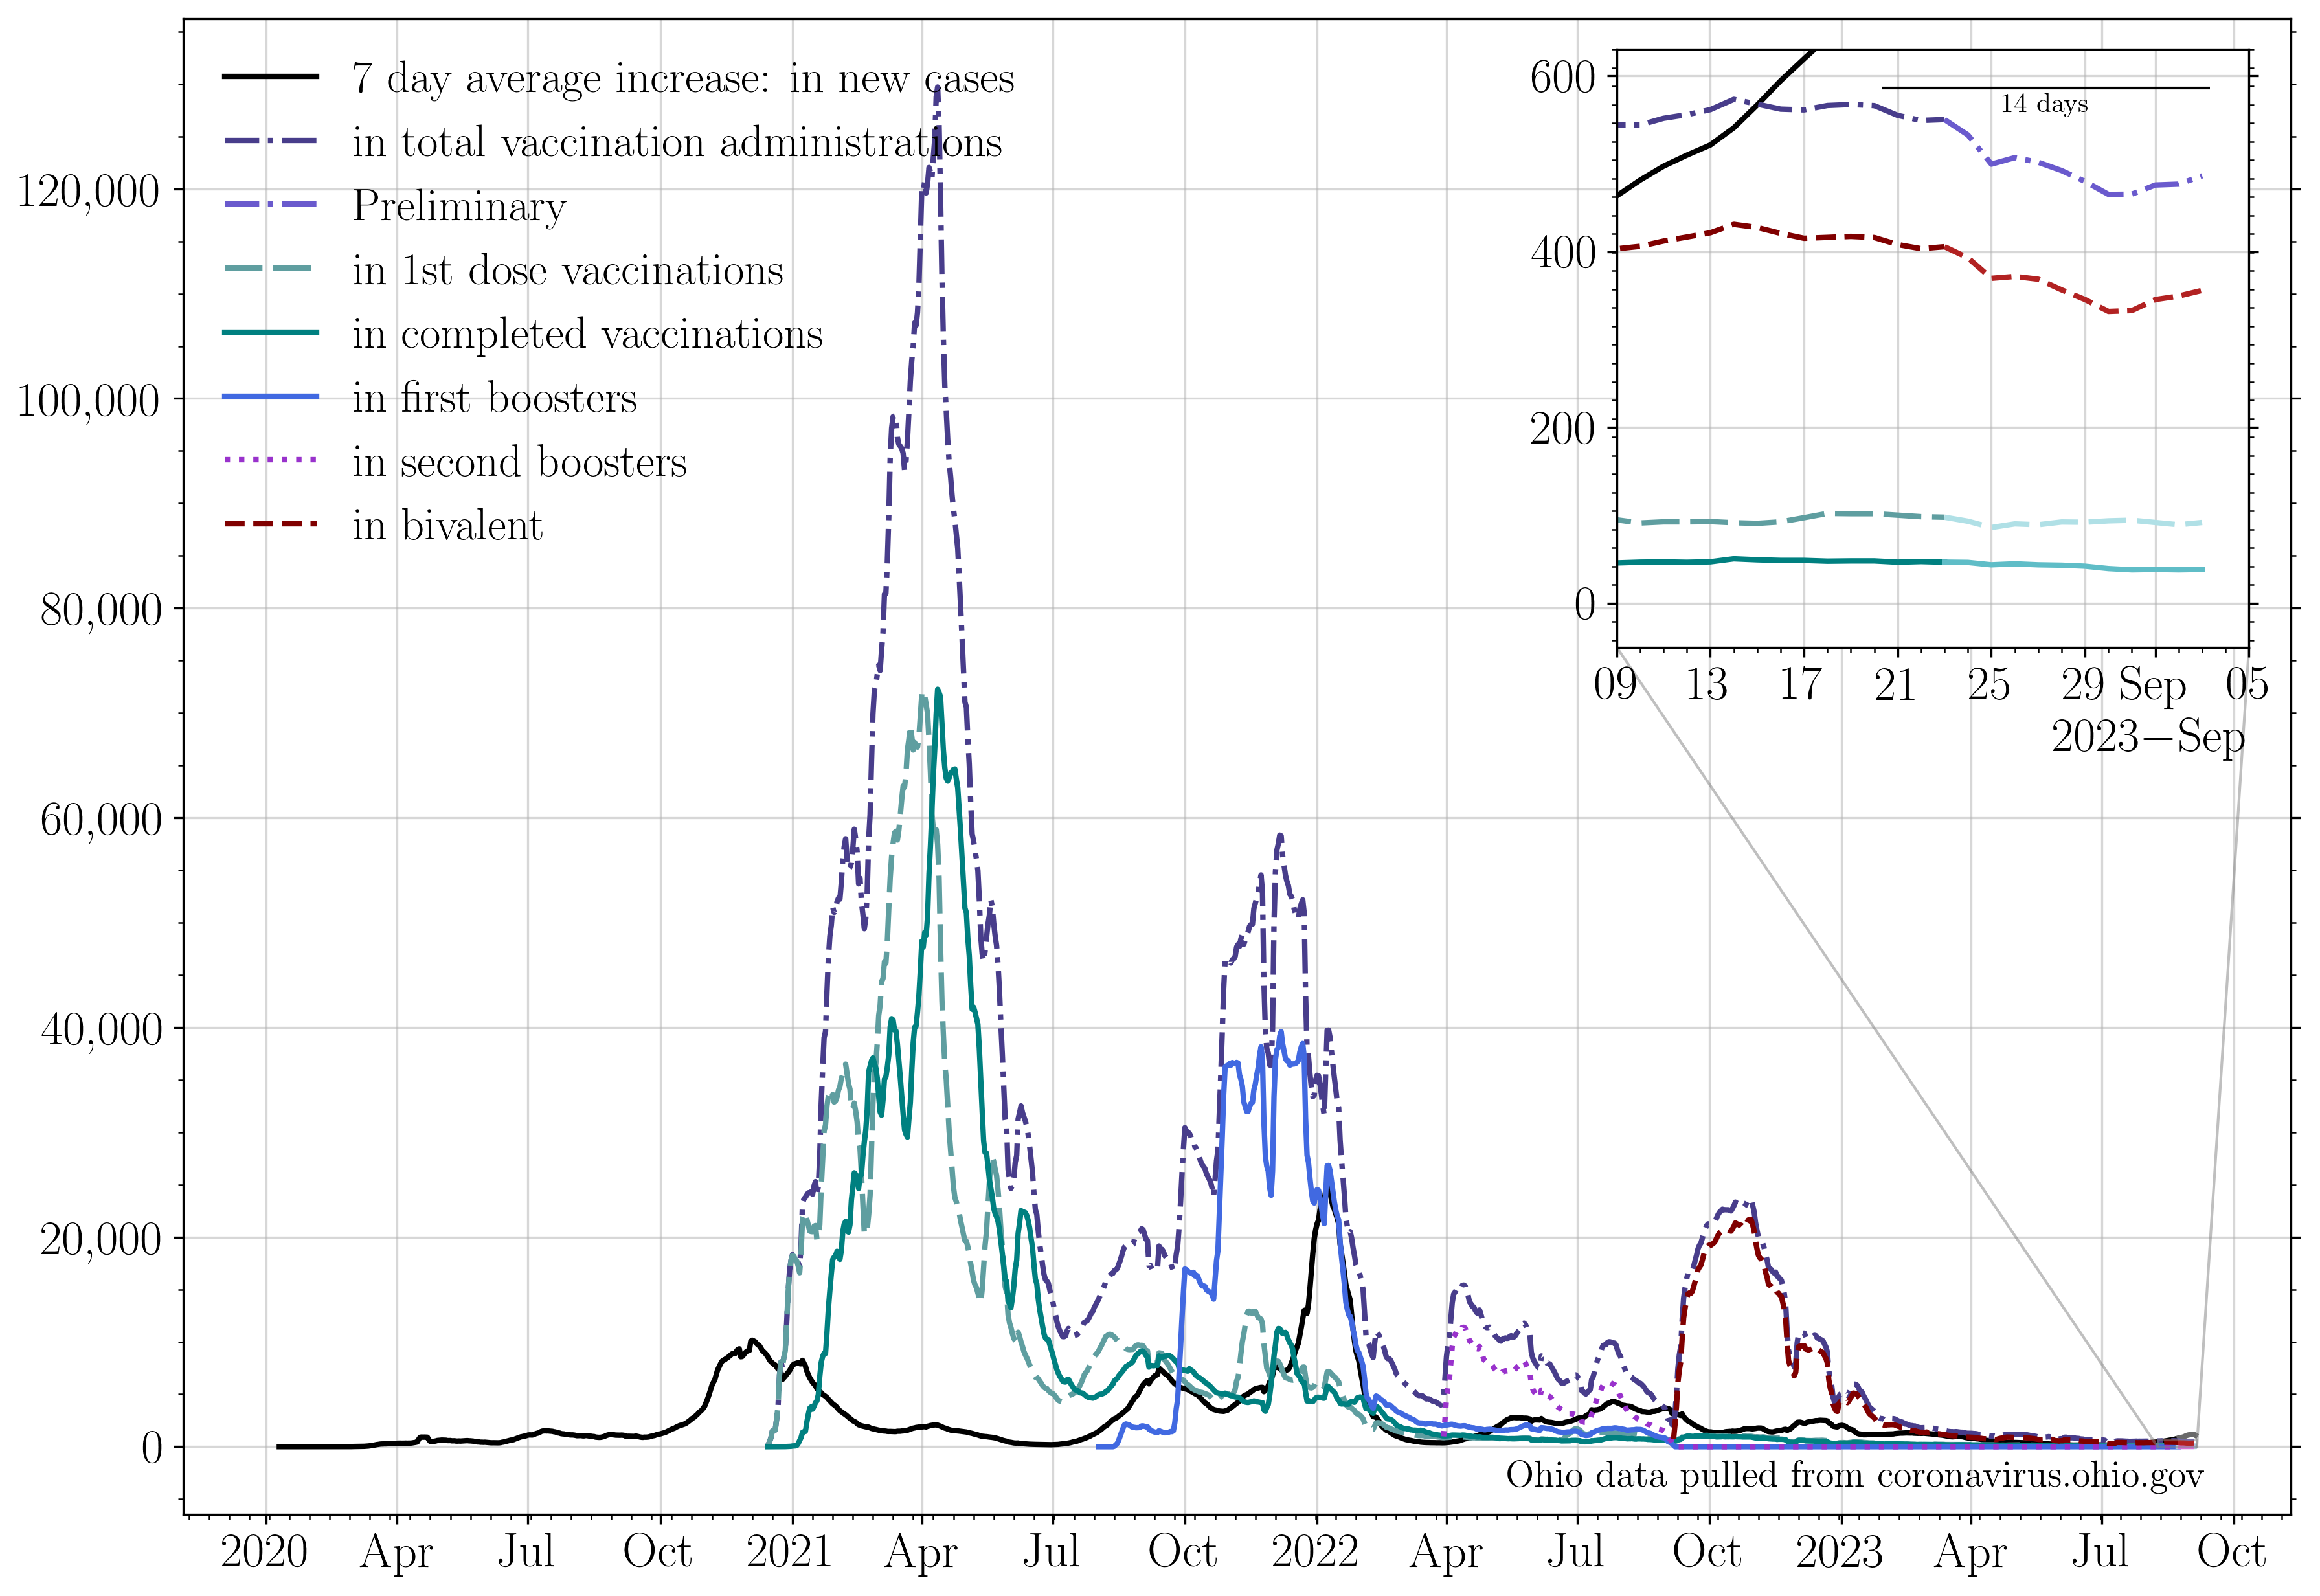 7 day average increase: in new cases
in total vaccination administrations
Preliminary
in 1st dose vaccinations
in completed vaccinations
in first boosters
in second boosters
in bivalent
120,000
100,000
80,000
60,000
40,000
20,000
0
600
400
200
0
14 days
09 13 17 21 25 29 Sep 05
2023−Sep
Ohio data pulled from coronavirus.ohio.gov
2020 Apr Jul Oct 2021 Apr Jul Oct 2022 Apr Jul Oct 2023 Apr Jul Oct